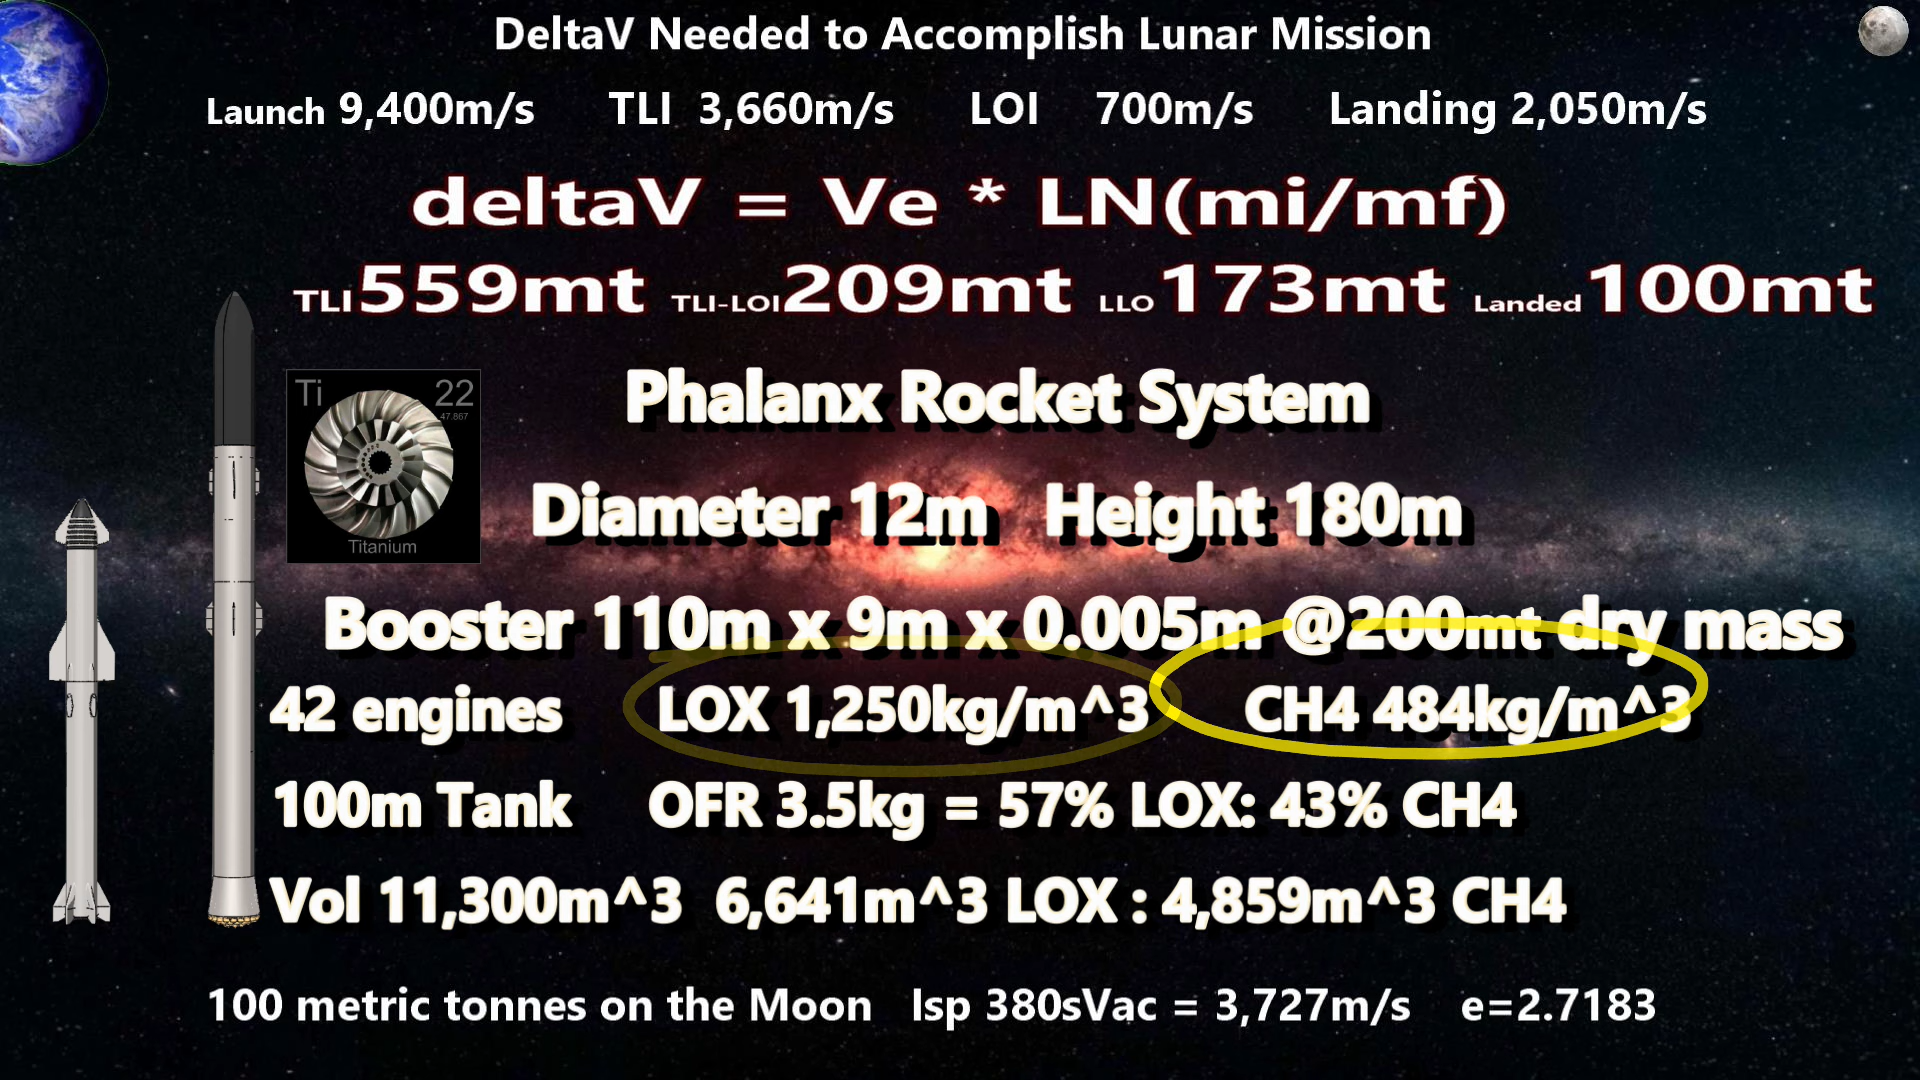 DeltaV Needed to Accomplish Lunar Mission
Launch 9,400m/s TLI 3,660m/s LOI 700m/s Landing 2,050m/s
deltaV = Ve * LN(mi/mf)
TLI 559mt TLI-LOI 209mt LLO 173mt Landed 100mt
Ti 22
47.867
Titanium
Phalanx Rocket System
Diameter 12m Height 180m
Booster 110m x 9m x 0.005m @200mt dry mass
42 engines LOX 1,250kg/m^3 CH4 484kg/m^3
100m Tank OFR 3.5kg = 57% LOX: 43% CH4
Vol 11,300m^3 6,641m^3 LOX : 4,859m^3 CH4
100 metric tonnes on the Moon Isp 380sVac = 3,727m/s e=2.7183